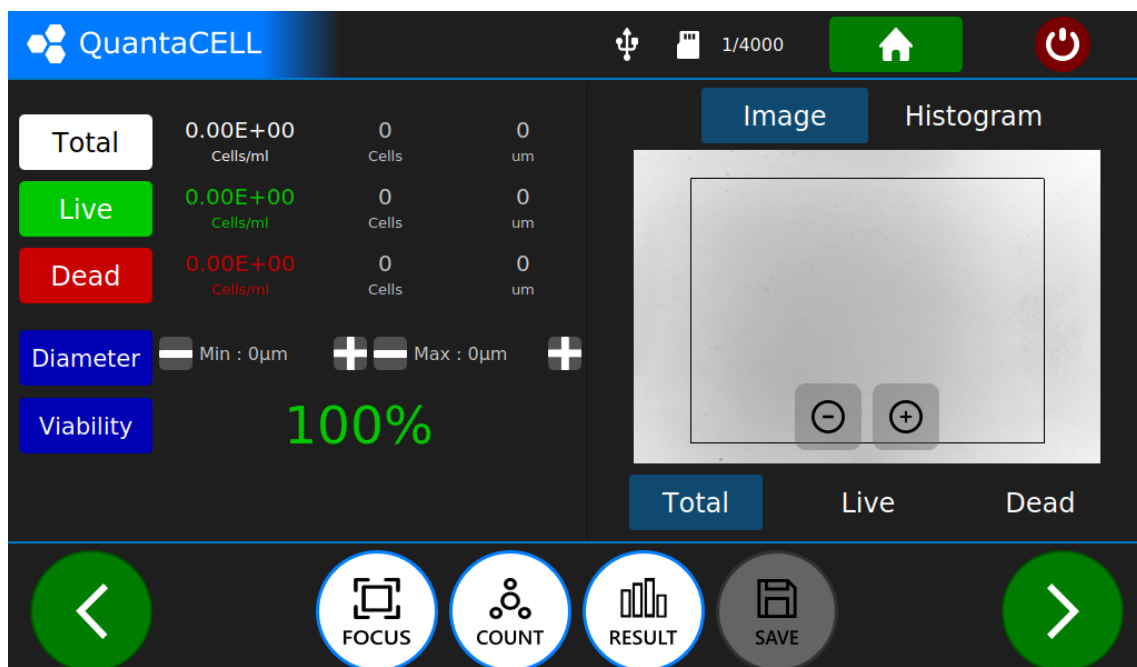 QuantaCELL
1/4000
Image Histogram
Total 0.00E+00 0 0
Cells/ml Cells um
Live 0.00E+00 0 0
Cells/ml Cells um
Dead 0.00E+00 0 0
Cells/ml Cells um
Diameter Min : 0µm Max : 0µm
Viability 100%
Total Live Dead
FOCUS COUNT RESULT SAVE